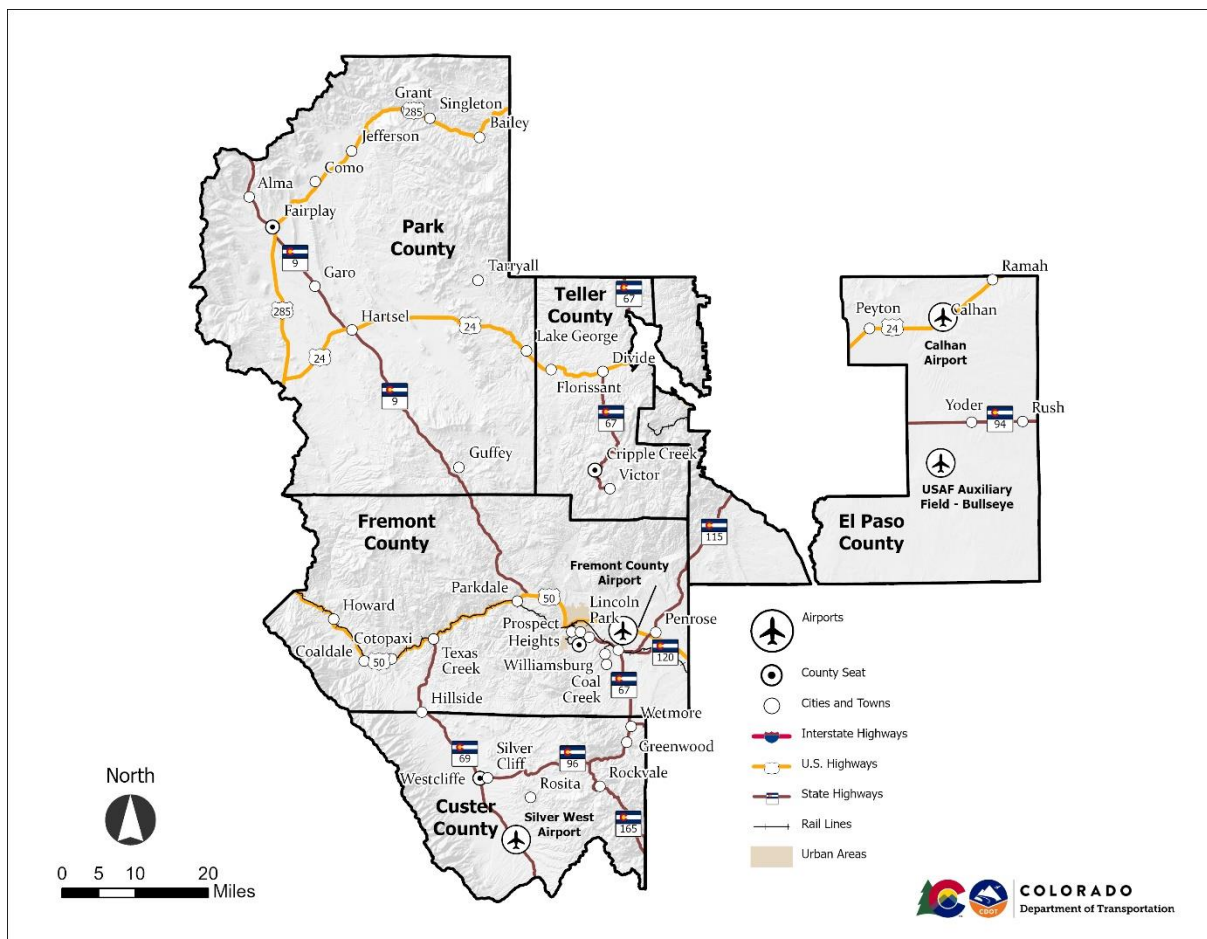 Grant
285
Singleton
Bailey
Jefferson
Como
Alma
Fairplay
Park
County
9
Garo
Tarryall
285
Hartsel
24
24
Lake George
Teller
County
67
Divide
Florissant
9
67
Guffey
Cripple Creek
Victor
Ramah
Peyton
24
Calhan
Calhan
Airport
Yoder
94
Rush
USAF Auxiliary
Field - Bullseye
El Paso
County
115
Fremont
County
Fremont County
Airport
Parkdale
50
Lincoln
Park
Penrose
Howard
Prospect
Heights
Cotopaxi
Coaldale
50
Texas
Creek
Williamsburg
Coal
Creek
120
67
Hillside
Wetmore
Greenwood
69
Silver
Cliff
96
Westcliffe
Rosita
Rockvale
Custer
County
Silver West
Airport
165
Airports
County Seat
Cities and Towns
Interstate Highways
U.S. Highways
State Highways
Rail Lines
Urban Areas
North
0 5 10 20
Miles
CDOT
COLORADO
Department of Transportation